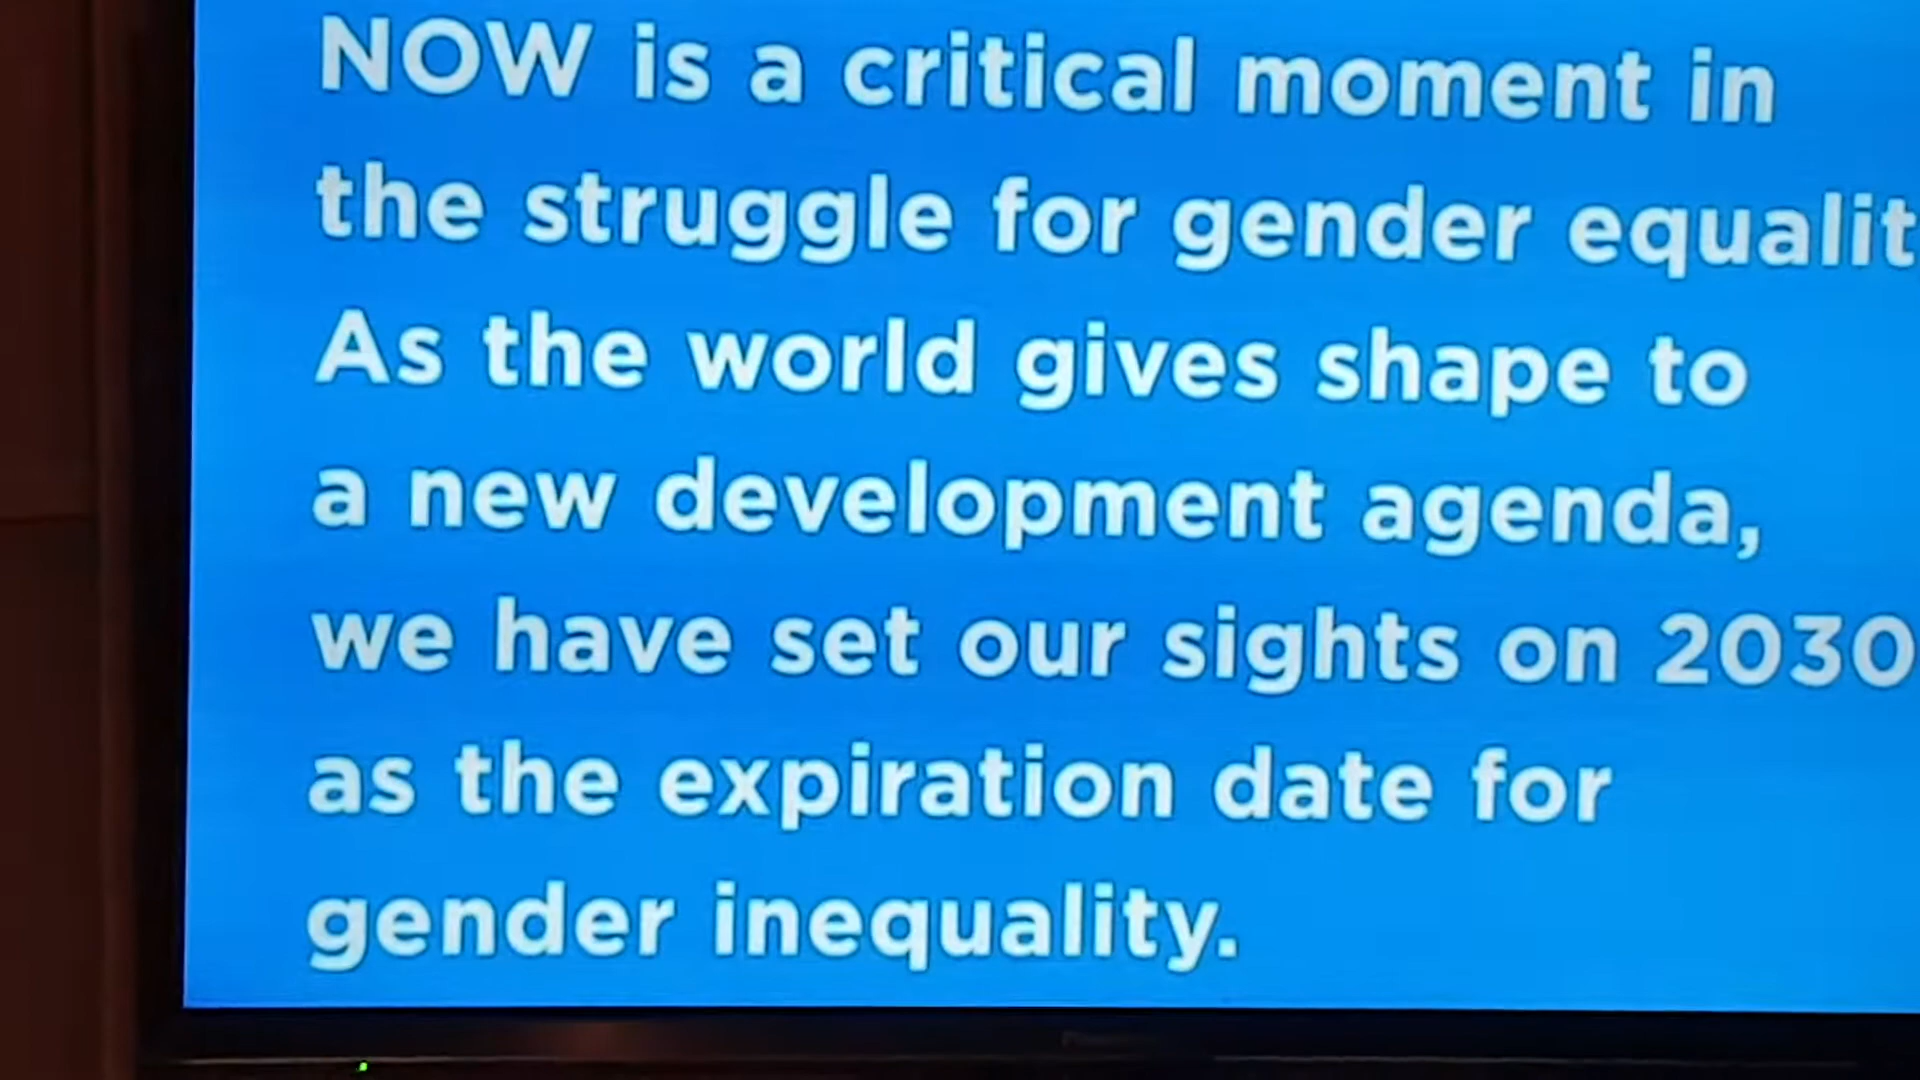 NOW is a critical moment in
the struggle for gender equalit
As the world gives shape to
a new development agenda,
we have set our sights on 2030
as the expiration date for
gender inequality.